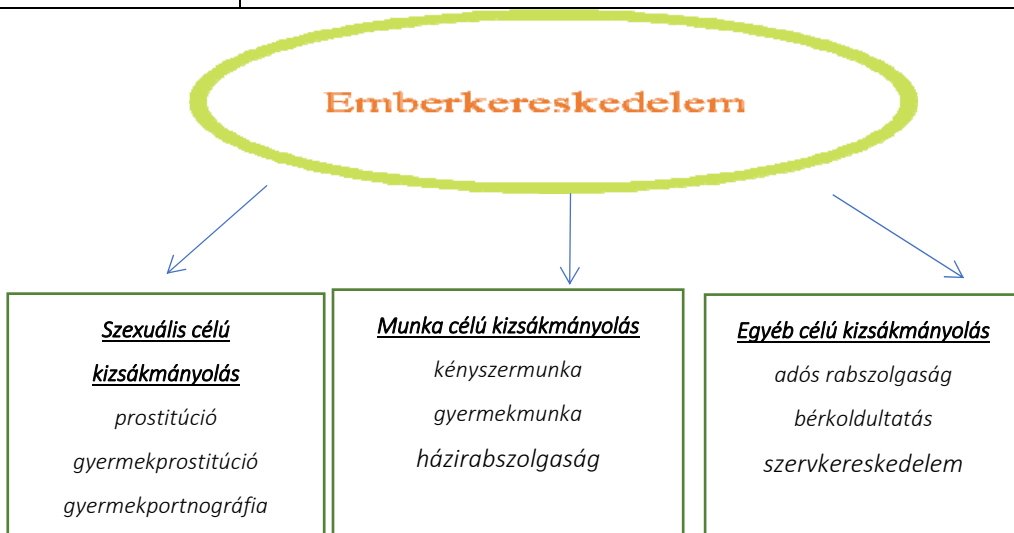 Emberkereskedelem
Szexuális célú
kizsákmányolás
prostitúció
gyermekprostitúció
gyermekpornográfia
Munka célú kizsákmányolás
kényszermunka
gyermekmunka
házirabszolgaság
Egyéb célú kizsákmányolás
adós rabszolgaság
bérkoldultatás
szervkereskedelem